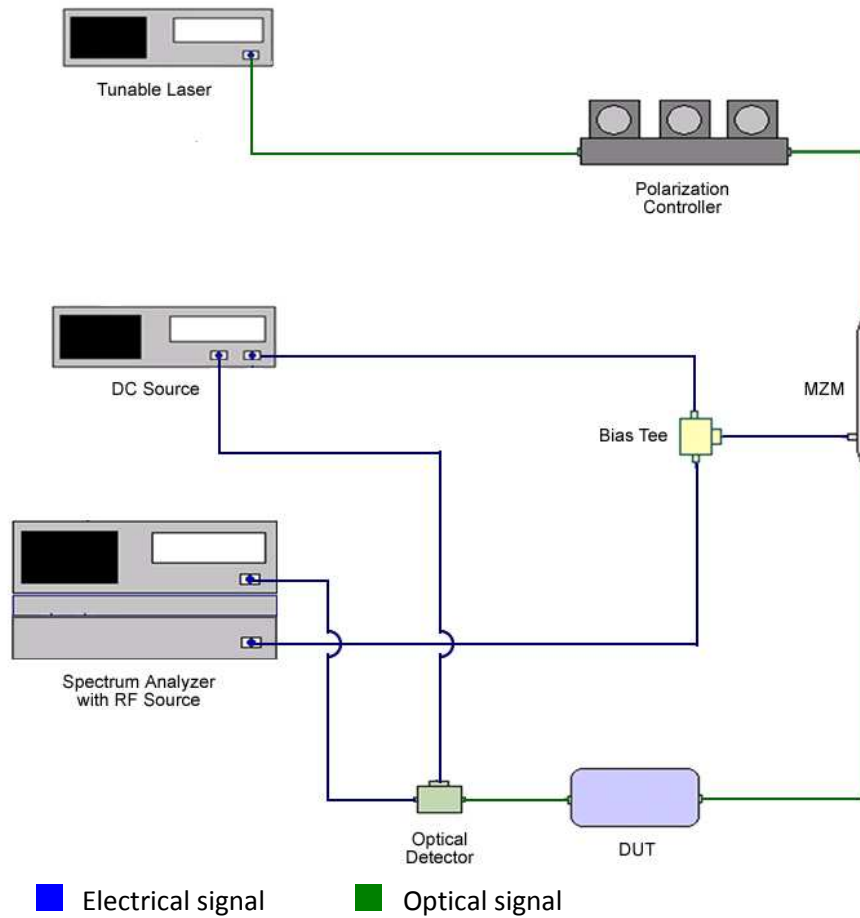 Tunable Laser
Polarization
Controller
DC Source
MZM
Bias Tee
Spectrum Analyzer
with RF Source
Optical
Detector
DUT
Electrical signal
Optical signal